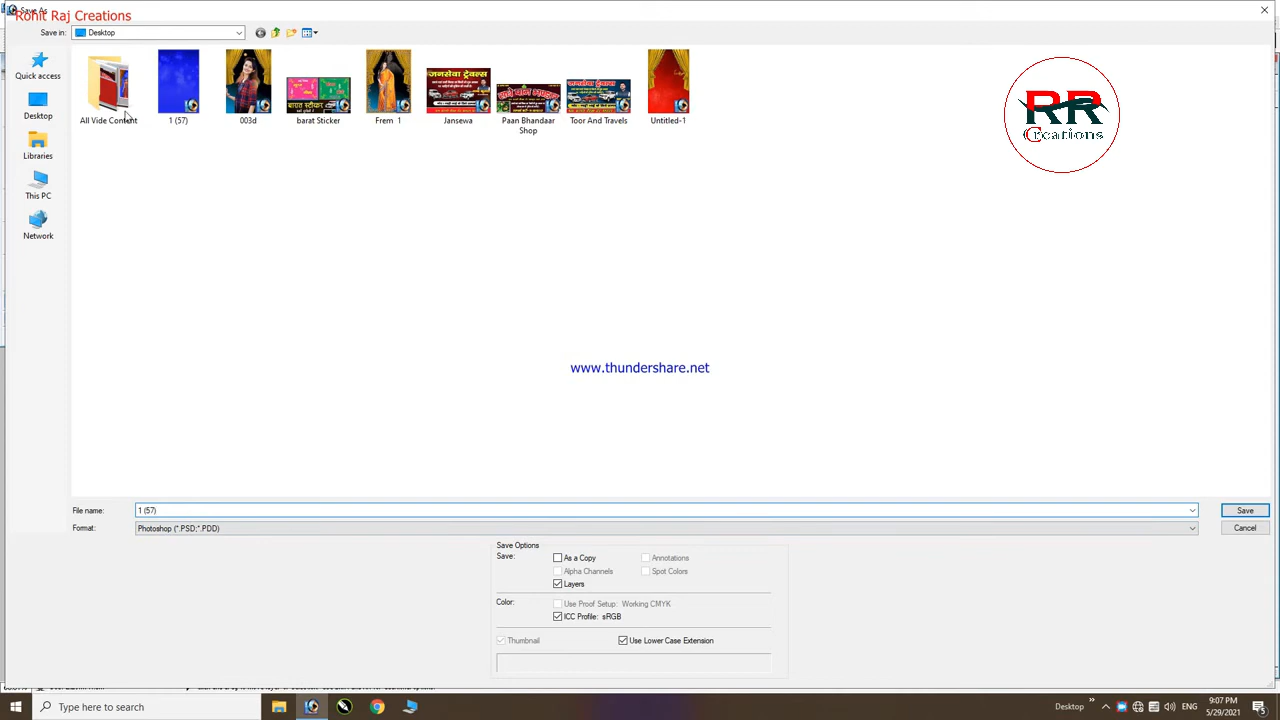 Rohit Raj Creations
Save in:
Desktop
Quick access
Desktop
Libraries
This PC
Network
All Vide Content
1 (57)
003d
barat Sticker
Frem 1
Jansewa
Paan Bhandaar
Shop
Toor And Travels
Untitled-1
बारात स्टीकर
जानसेवा ट्रेवल्स
RR
Creations
www.thundershare.net
File name:
1 (57)
Save
Format:
Photoshop (*.PSD;*.PDD)
Cancel
Save Options
Save:
As a Copy
Annotations
Alpha Channels
Spot Colors
Layers
Color:
Use Proof Setup: Working CMYK
ICC Profile: sRGB
Thumbnail
Use Lower Case Extension
Type here to search
Desktop
ENG
9:07 PM
5/29/2021